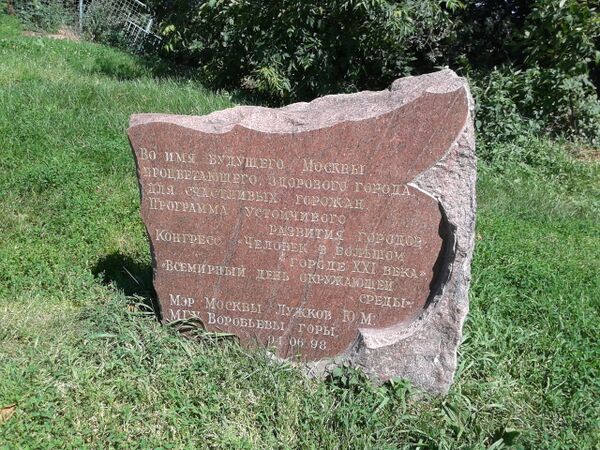 Во имя будущего Москвы
процветающего, здорового города
для счастливых горожан
Программа устойчивого
развития городов
Конгресс «Человек в большом
городе XXI века»
«Всемирный день окружающей
среды»
Мэр Москвы Лужков Ю.М.
МГУ Воробьевы горы
.06.98